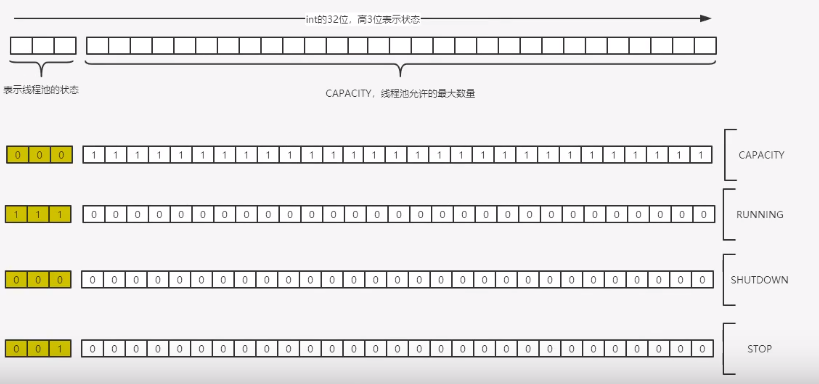 int的32位，高3位表示状态
表示线程池的状态
CAPACITY，线程池允许的最大数量
0 0 0 1 1 1 1 1 1 1 1 1 1 1 1 1 1 1 1 1 1 1 1 1 1 1 1 1 1 1 1 1 CAPACITY
1 1 1 0 0 0 0 0 0 0 0 0 0 0 0 0 0 0 0 0 0 0 0 0 0 0 0 0 0 0 0 0 RUNNING
0 0 0 0 0 0 0 0 0 0 0 0 0 0 0 0 0 0 0 0 0 0 0 0 0 0 0 0 0 0 0 0 SHUTDOWN
0 0 1 0 0 0 0 0 0 0 0 0 0 0 0 0 0 0 0 0 0 0 0 0 0 0 0 0 0 0 0 0 STOP